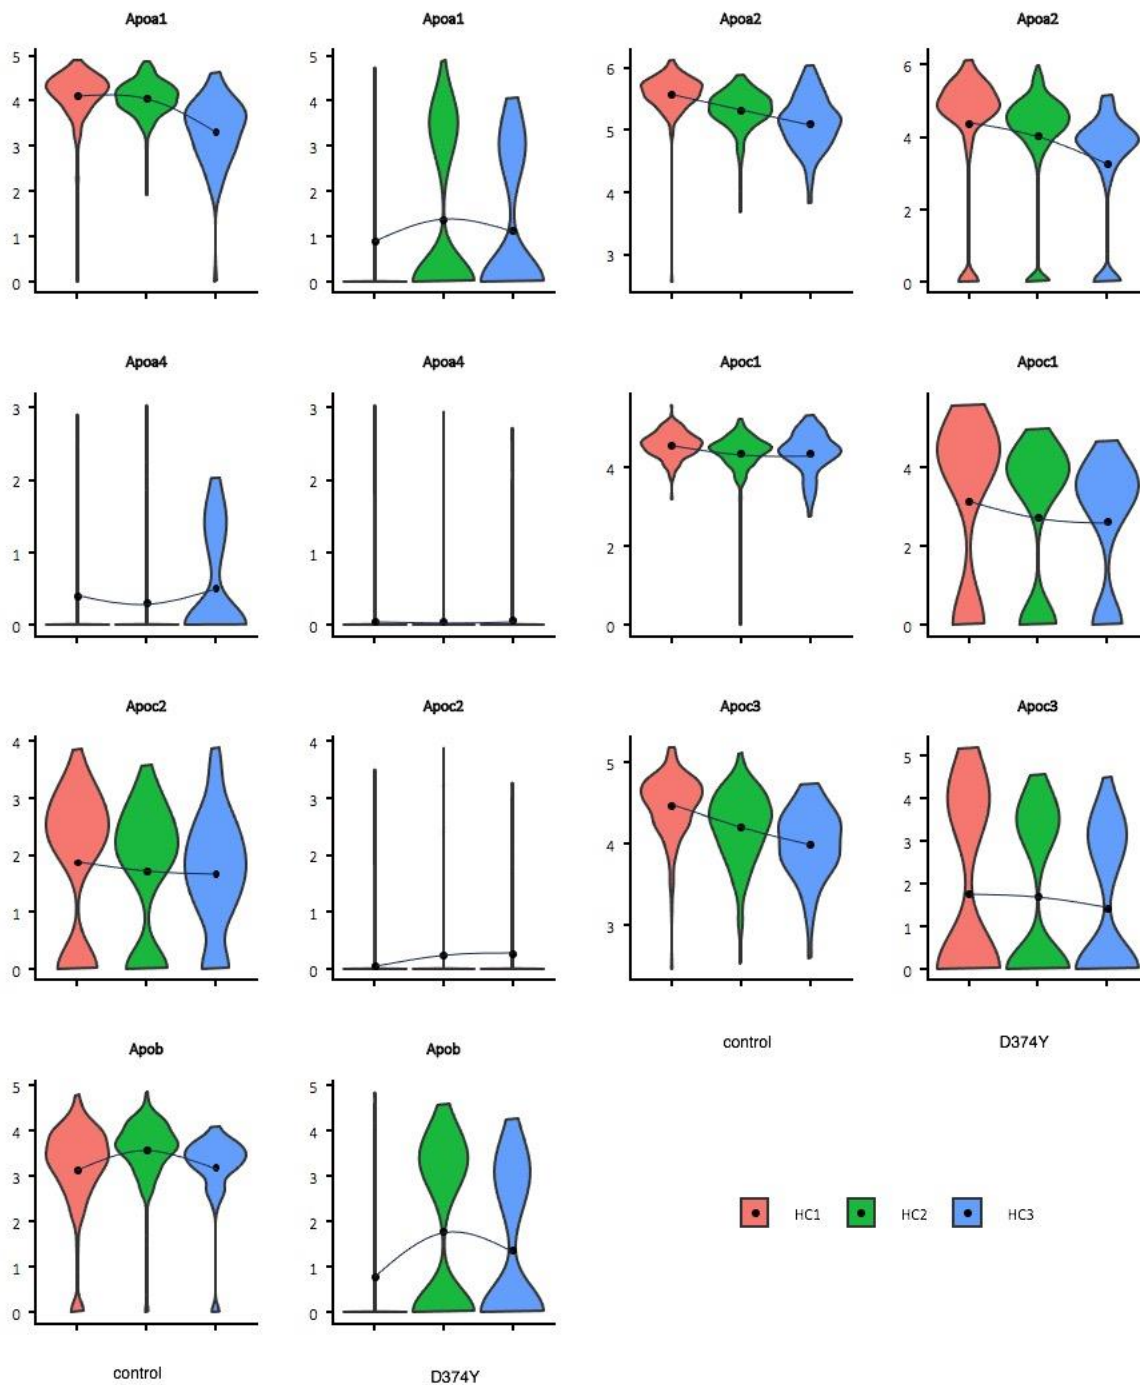 Apoa1 Apoa1 Apoa2 Apoa2
5 4 3 2 1 0
5 4 3 2 1 0
6 5 4 3
6 4 2 0
Apoa4 Apoa4 Apoc1 Apoc1
3 2 1 0
3 2 1 0
4 2 0
4 2 0
Apoc2 Apoc2 Apoc3 Apoc3
4 3 2 1 0
4 3 2 1 0
5 4 3
5 4 3 2 1 0
control D374Y
Apob Apob
5 4 3 2 1 0
5 4 3 2 1 0
HC1 HC2 HC3
control D374Y